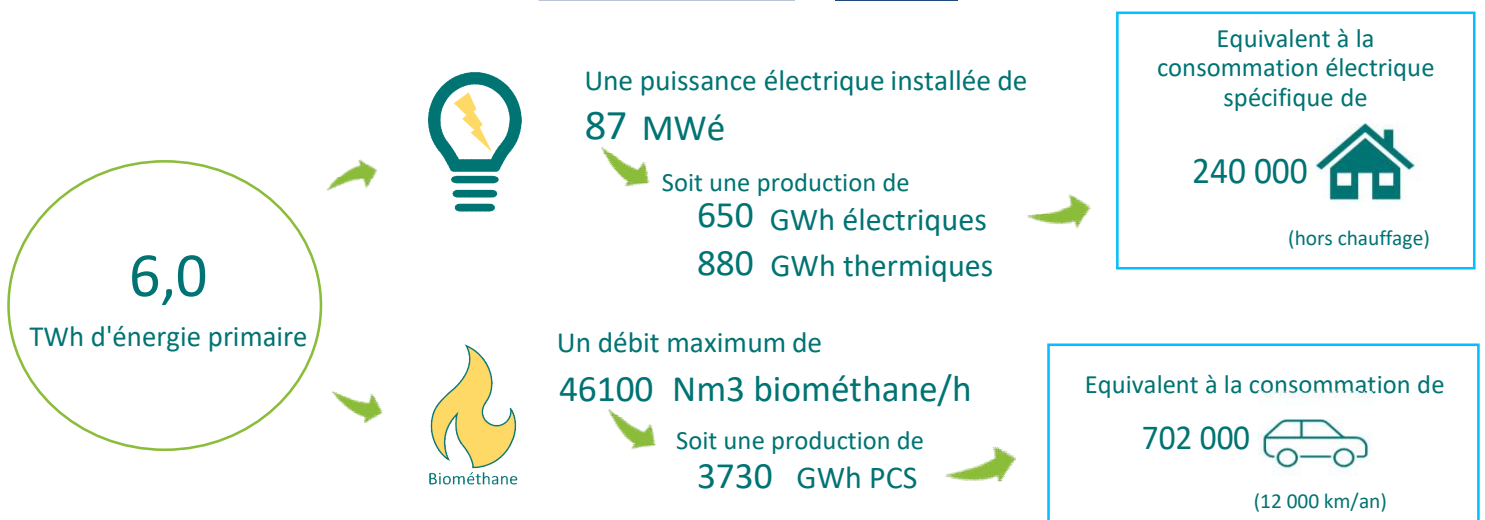 6,0
TWh d'énergie primaire
Une puissance électrique installée de
87 MWé
Soit une production de
650 GWh électriques
880 GWh thermiques
Equivalent à la
consommation électrique
spécifique de
240 000
(hors chauffage)
Biométhane
Un débit maximum de
46100 Nm3 biométhane/h
Soit une production de
3730 GWh PCS
Equivalent à la consommation de
702 000
(12 000 km/an)